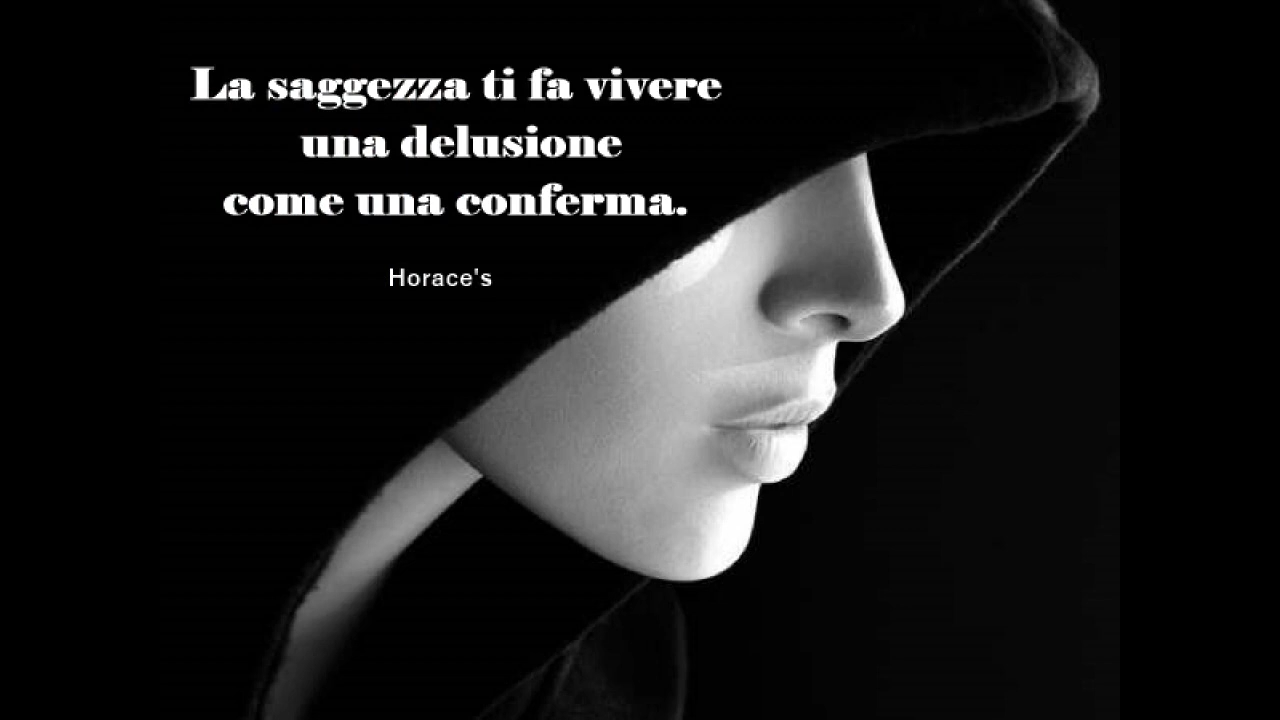 La saggezza ti fa vivere
una delusione
come una conferma.
Horace's